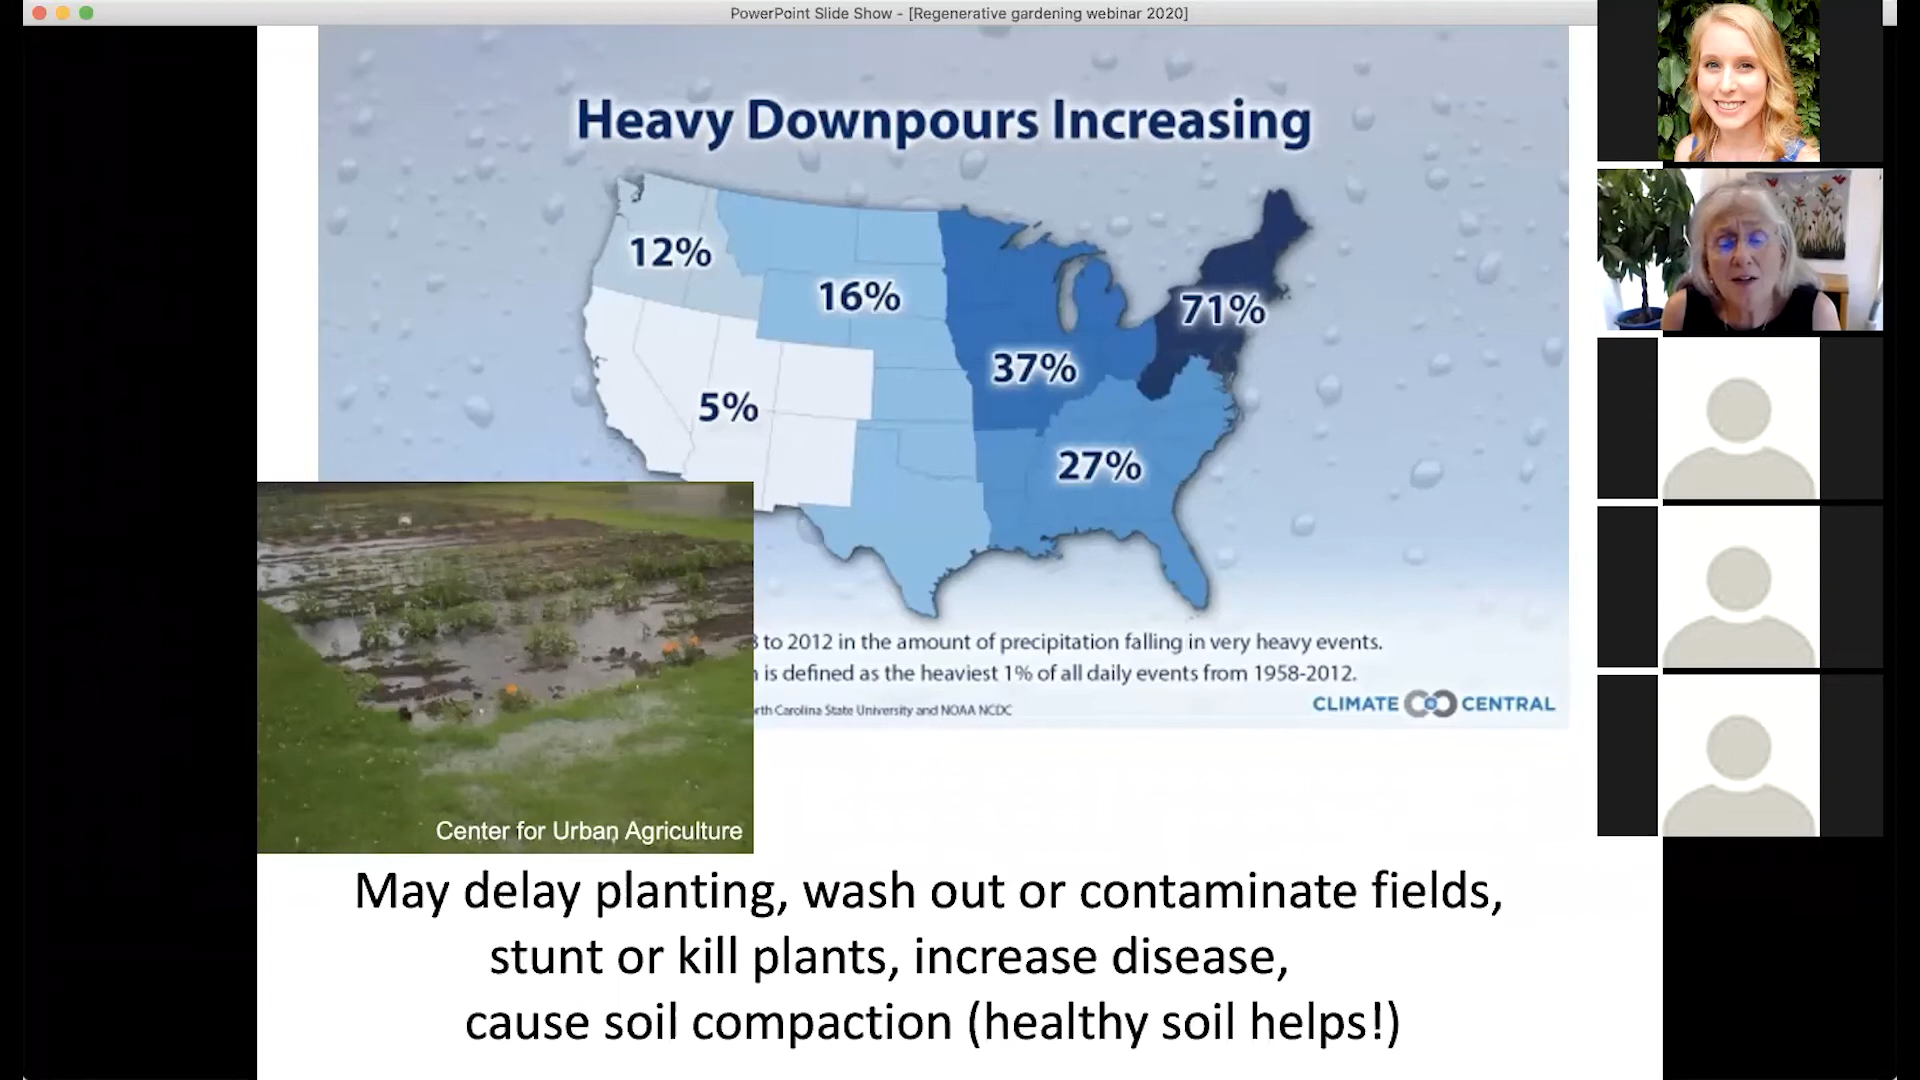 PowerPoint Slide Show - [Regenerative gardening webinar 2020]
Heavy Downpours Increasing
12%
16%
71%
37%
5%
27%
to 2012 in the amount of precipitation falling in very heavy events.
is defined as the heaviest 1% of all daily events from 1958-2012.
Carolina State University and NOAA NCDC
CLIMATE CENTRAL
Center for Urban Agriculture
May delay planting, wash out or contaminate fields,
stunt or kill plants, increase disease,
cause soil compaction (healthy soil helps!)